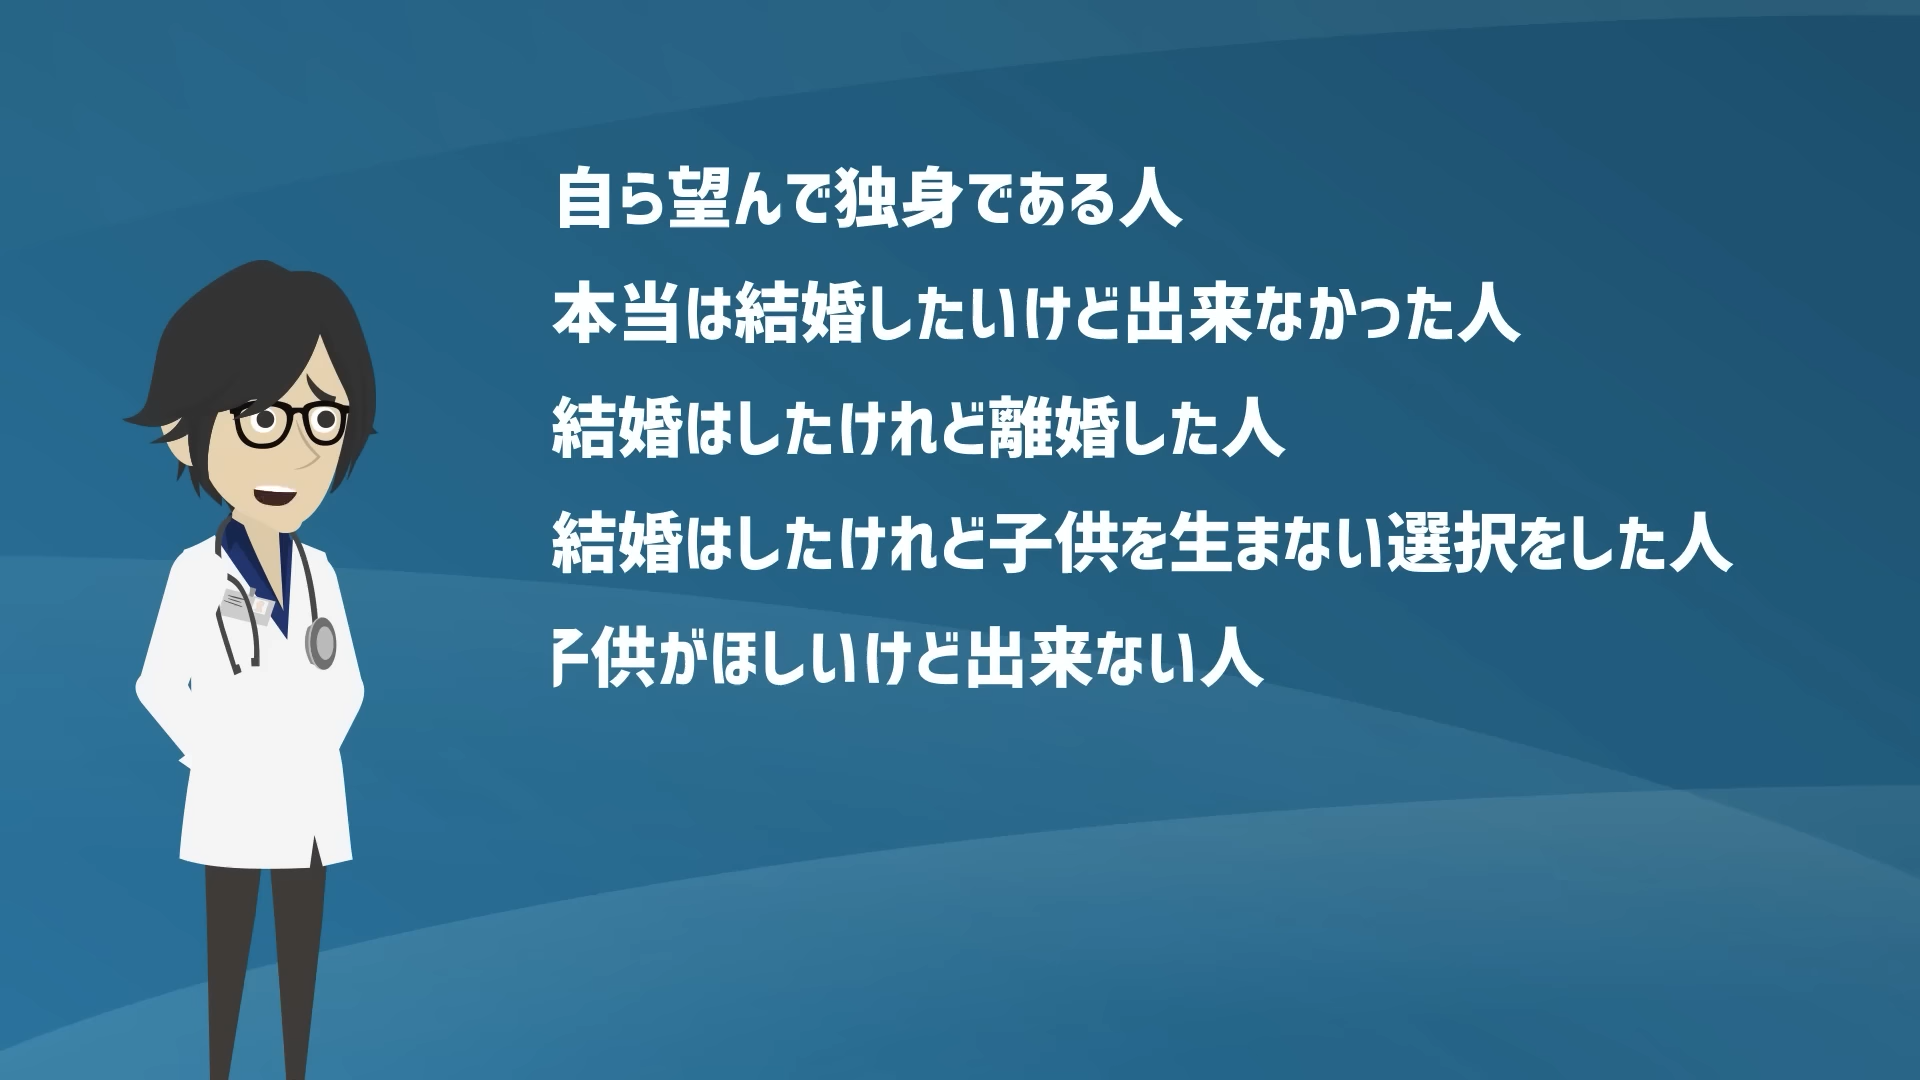 自ら望んで独身である人
本当は結婚したいけど出来なかった人
結婚はしたけれど離婚した人
結婚はしたけれど子供を生まない選択をした人
子供がほしいけど出来ない人